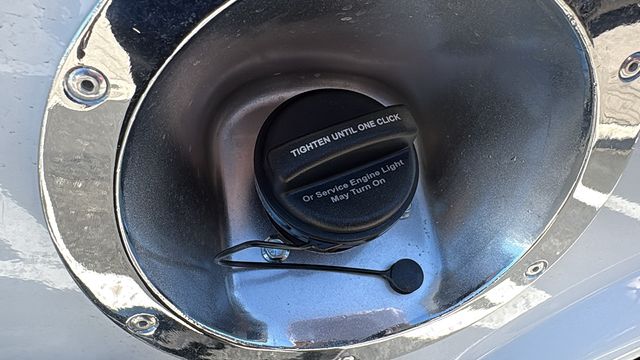 TIGHTEN UNTIL ONE CLICK
Or Service Engine Light
May Turn On